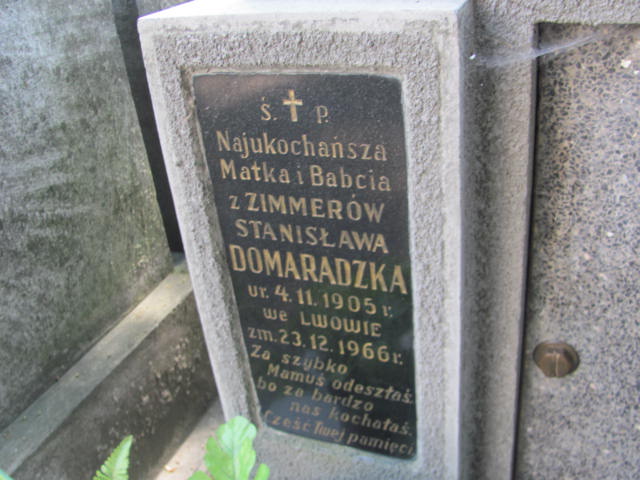 Ś. P.
Najukochańsza
Matka i Babcia
z ZIMMERÓW
STANISŁAWA
DOMARADZKA
ur. 4.11.1905 r.
we LWOWIE
zm. 23.12.1966 r.
Za szybko
Mamuś odeszłaś.
bo za bardzo
nas kochałaś.
Cześć Twej pamięci